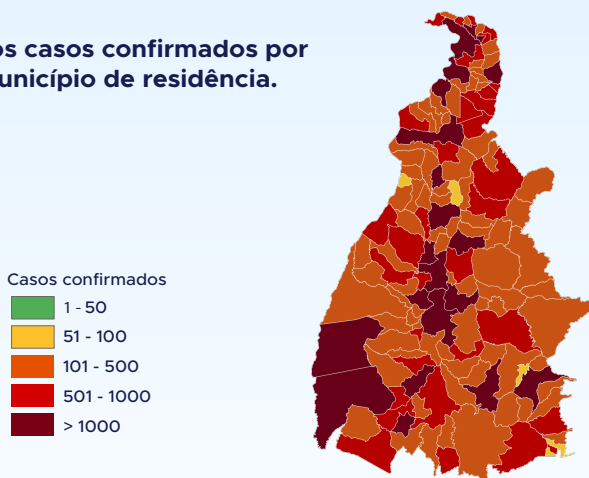 os casos confirmados por
unicípio de residência.
Casos confirmados
1 - 50
51 - 100
101 - 500
501 - 1000
> 1000